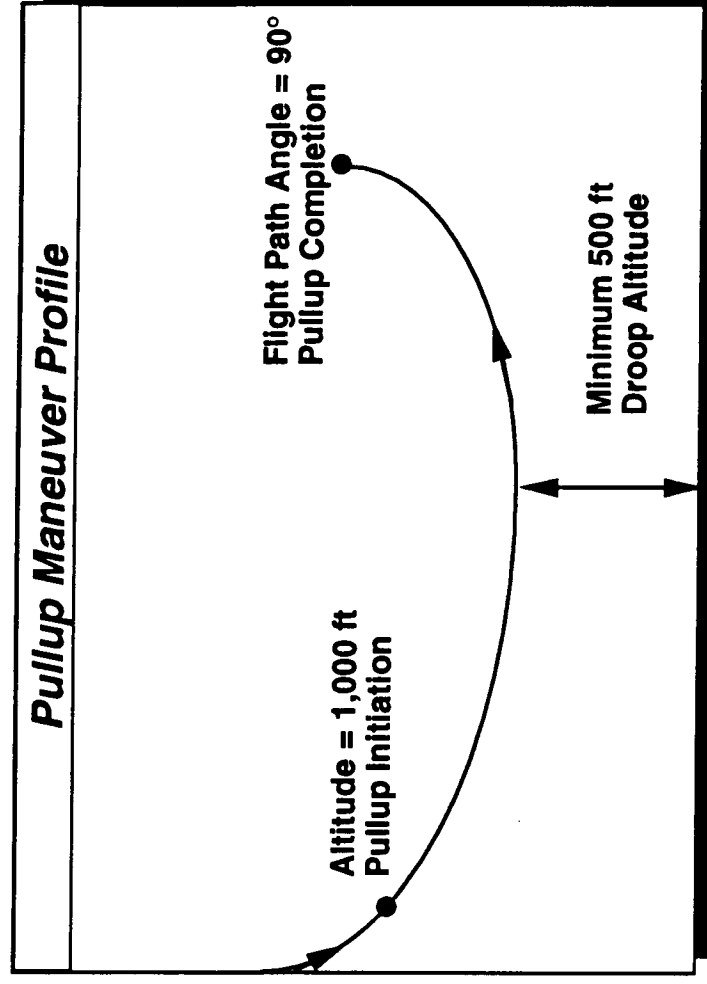 Pullup Maneuver Profile
Flight Path Angle = 90°
Pullup Completion
Altitude = 1,000 ft
Pullup Initiation
Minimum 500 ft
Droop Altitude